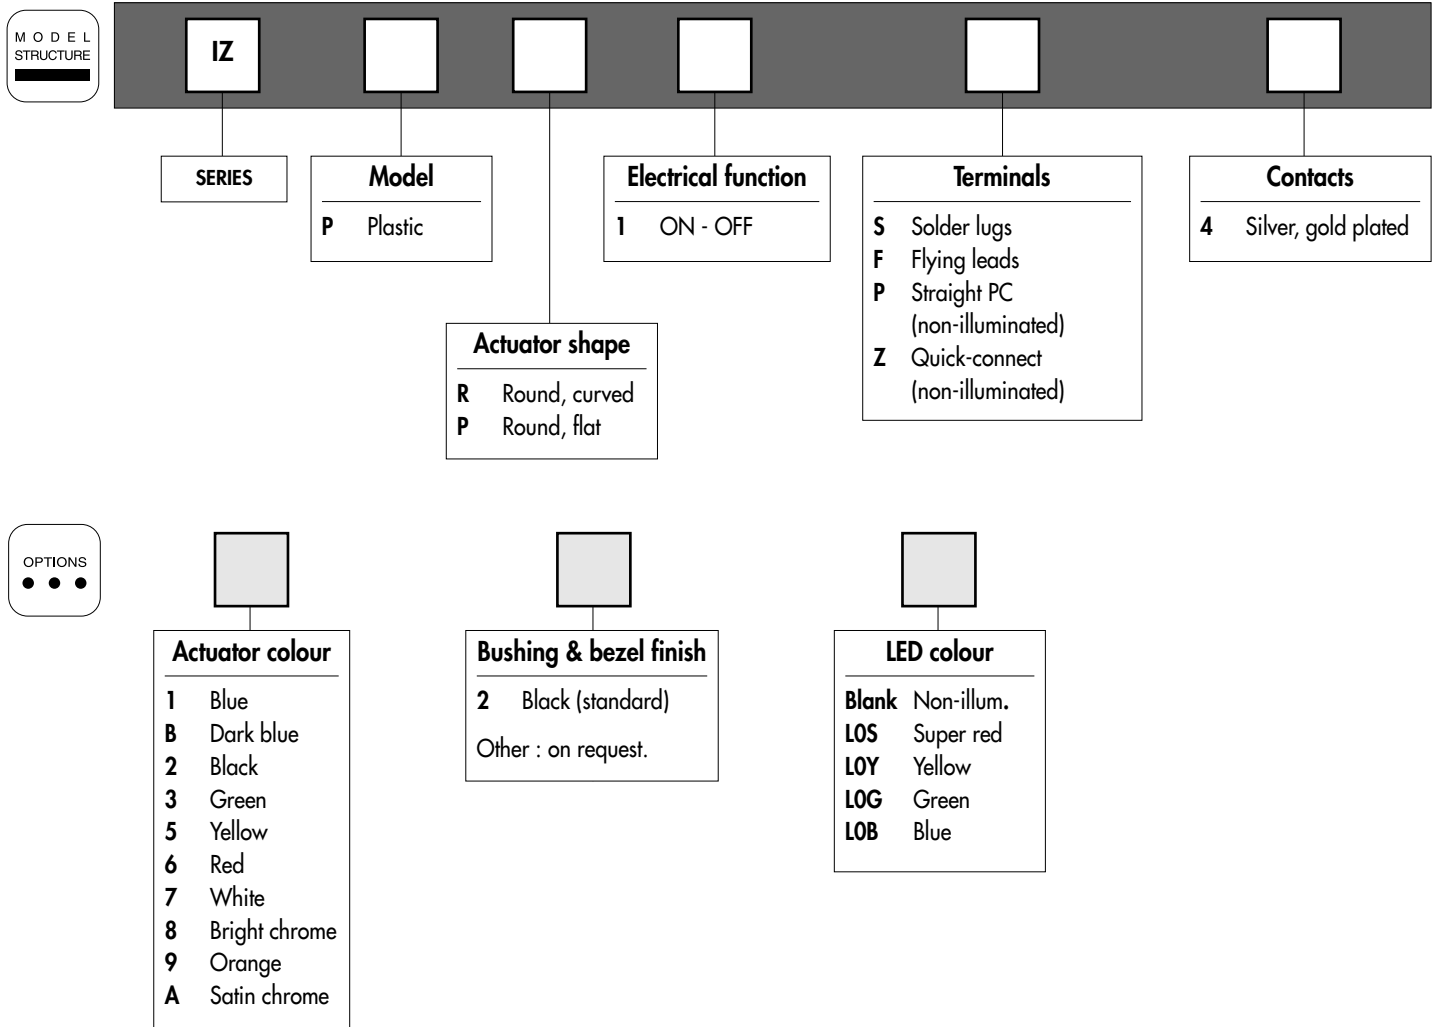 MODEL
STRUCTURE
IZ
SERIES
Model
P Plastic
Actuator shape
R Round, curved
P Round, flat
Electrical function
1 ON - OFF
Terminals
S Solder lugs
F Flying leads
P Straight PC
(non-illuminated)
Z Quick-connect
(non-illuminated)
Contacts
4 Silver, gold plated
OPTIONS
Actuator colour
1 Blue
B Dark blue
2 Black
3 Green
5 Yellow
6 Red
7 White
8 Bright chrome
9 Orange
A Satin chrome
Bushing & bezel finish
2 Black (standard)
Other : on request.
LED colour
Blank Non-illum.
L0S Super red
L0Y Yellow
L0G Green
L0B Blue